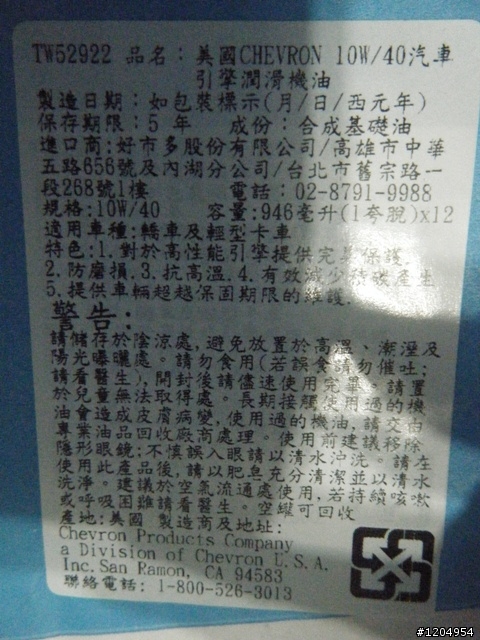 TW52922 品名：美國CHEVRON 10W/40汽車
引擎潤滑機油
製造日期：如包裝標示(月/日/西元年)
保存期限：5 年 成份：合成基礎油
進口商:好市多股份有限公司/高雄市中華
五路656號及內湖分公司/台北市舊宗路一
段268號1樓 電話：02-8791-9988
規格:10W/40 容量:946毫升(1夸脫)x12
適用車種:轎車及輕型卡車
特色:1.對於高性能引擎提供完美保護.
2.防磨損.3.抗高溫.4.有效減少積碳產生
5.提供車輛超越保固期限的維護.
警告:
請儲存於陰涼處,避免放置於高溫、潮溼及
陽光曝曬處。請勿食用(若誤食請勿催吐;
請看醫生),開封後請儘速使用完畢。請置
於兒童無法取得處。長期接觸使用過的機
油會造成皮膚病變,使用過的機油,請交由
專業油品回收廠商處理。使用前建議移除
隱形眼鏡;不慎誤入眼請以清水沖洗。請在
使用此產品後,請以肥皂充分清潔並以清水
洗淨。建議於空氣流通處使用,若持續咳嗽
或呼吸困難請看醫生。空罐可回收
產地:美國 製造商及地址:
Chevron Products Company
a Division of Chevron U.S.A.
Inc.San Ramon, CA 94583
聯絡電話: 1-800-526-3013
#1204954